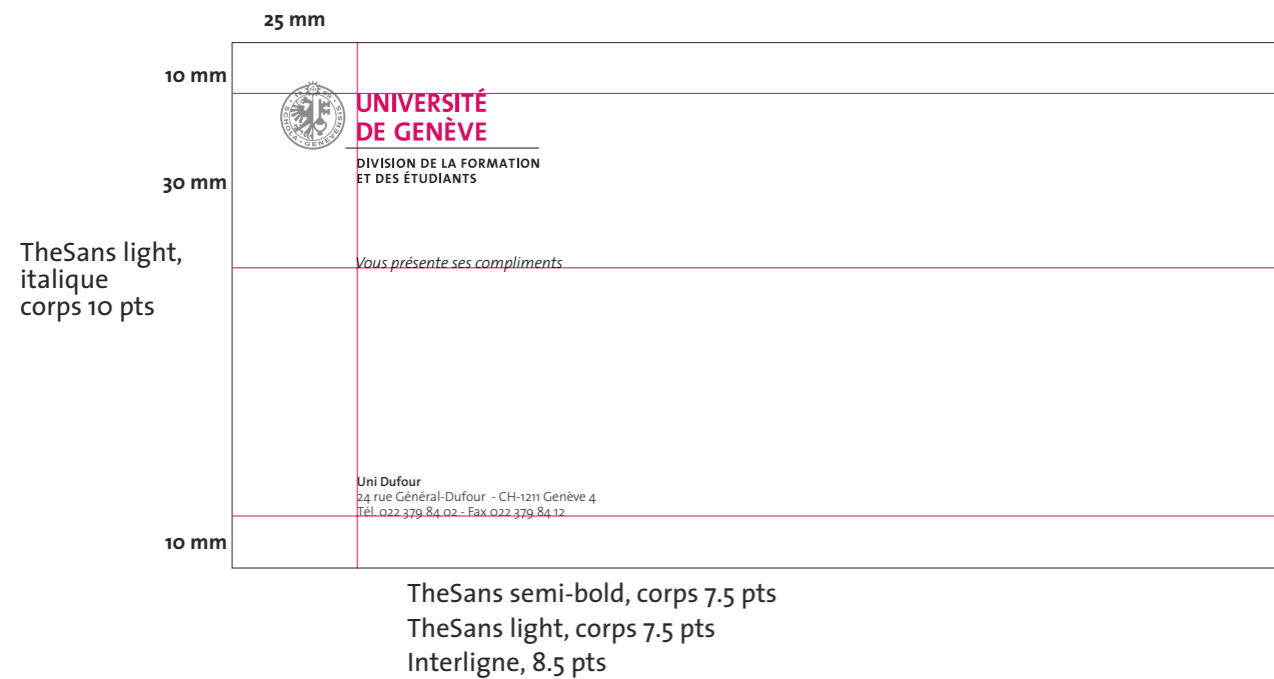 25 mm
10 mm
UNIVERSITÉ
DE GENÈVE
DIVISION DE LA FORMATION
ET DES ÉTUDIANTS
30 mm
TheSans light,
italique
corps 10 pts
Vous présente ses compliments
Uni Dufour
24 rue Général-Dufour - CH-1211 Genève 4
Tél. 022 379 84 02 - Fax 022 379 84 12
10 mm
TheSans semi-bold, corps 7.5 pts
TheSans light, corps 7.5 pts
Interligne, 8.5 pts